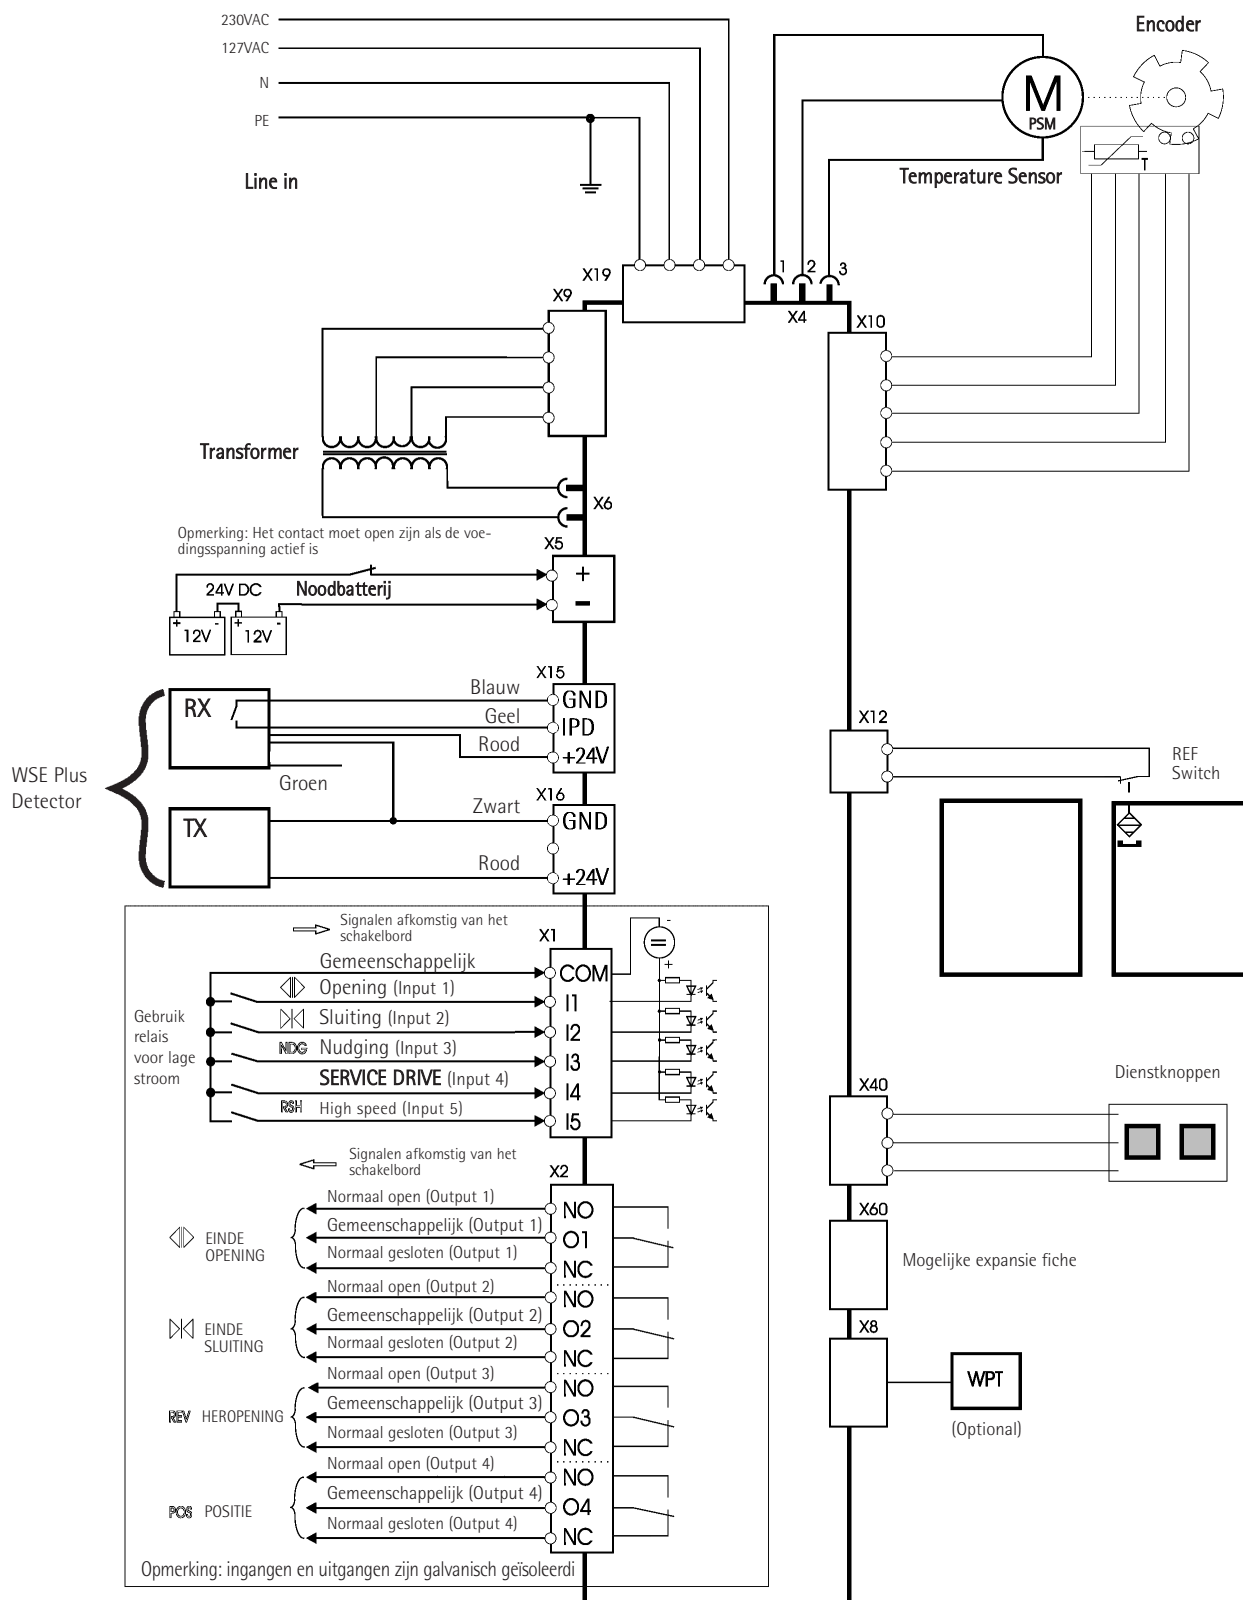 230VAC
127VAC
N
PE
Line in
Encoder
M
PSM
T
Temperature Sensor
X19
1
2
3
X4
X9
X10
Transformer
X6
Opmerking: Het contact moet open zijn als de voe-
dingsspanning actief is
X5
+
-
24V DC
Noodbatterij
+
-
+
-
12V
12V
X15
RX
Blauw
GND
Geel
IPD
Rood
+24V
Groen
WSE Plus
Detector
X16
TX
Zwart
GND
Rood
+24V
X12
REF
Switch
Signalen afkomstig van het
schakelbord
X1
-
=
+
Gemeenschappelijk
COM
Opening (Input 1)
I1
Sluiting (Input 2)
I2
NDG Nudging (Input 3)
I3
SERVICE DRIVE (Input 4)
I4
RSH High speed (Input 5)
I5
Gebruik
relais
voor lage
stroom
X40
Dienstknoppen
Signalen afkomstig van het
schakelbord
X2
Normaal open (Output 1)
NO
Gemeenschappelijk (Output 1)
O1
Normaal gesloten (Output 1)
NC
EINDE
OPENING
Normaal open (Output 2)
NO
Gemeenschappelijk (Output 2)
O2
Normaal gesloten (Output 2)
NC
EINDE
SLUITING
Normaal open (Output 3)
NO
Gemeenschappelijk (Output 3)
O3
Normaal gesloten (Output 3)
NC
REV HEROPENING
Normaal open (Output 4)
NO
Gemeenschappelijk (Output 4)
O4
Normaal gesloten (Output 4)
NC
POS POSITIE
Opmerking: ingangen en uitgangen zijn galvanisch geïsoleerdi
X60
Mogelijke expansie fiche
X8
WPT
(Optional)